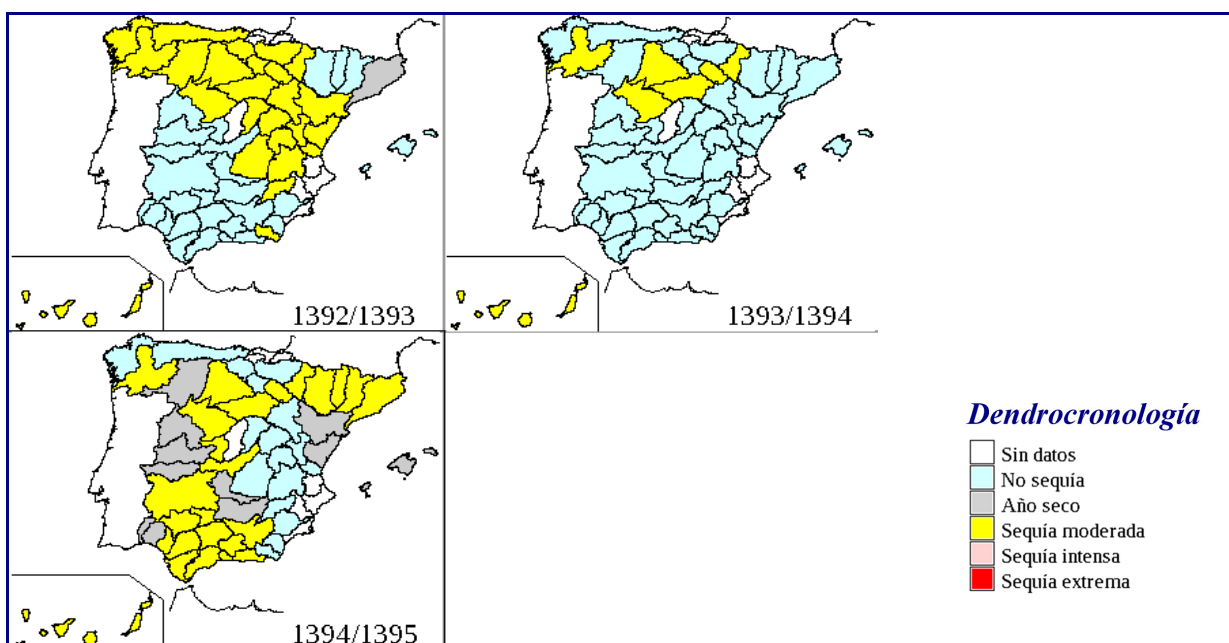 1392/1393
1393/1394
1394/1395
Dendrocronología
Sin datos
No sequía
Año seco
Sequía moderada
Sequía intensa
Sequía extrema